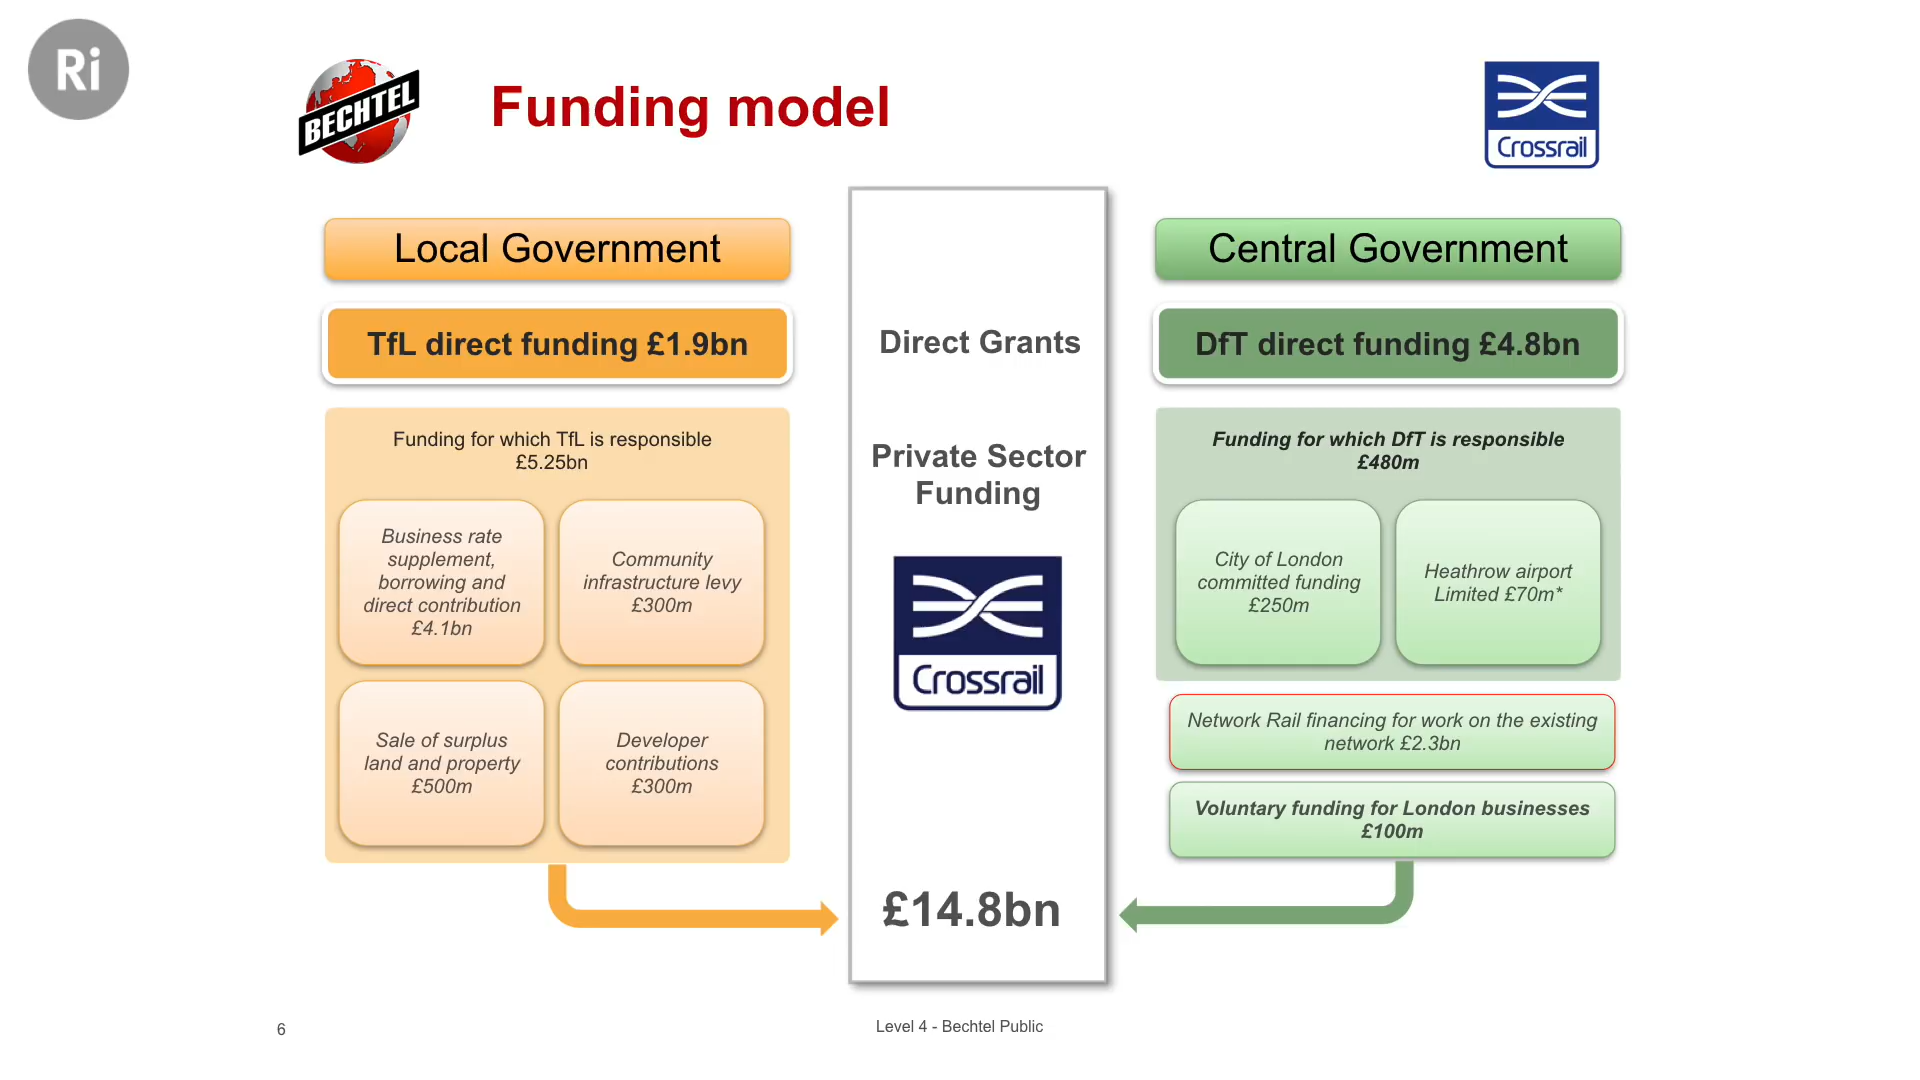 Ri
BECHTEL
Funding model
Crossrail
Local Government
TfL direct funding £1.9bn
Funding for which TfL is responsible
£5.25bn
Business rate
supplement,
borrowing and
direct contribution
£4.1bn
Community
infrastructure levy
£300m
Sale of surplus
land and property
£500m
Developer
contributions
£300m
Direct Grants
Private Sector
Funding
Crossrail
£14.8bn
Central Government
DfT direct funding £4.8bn
Funding for which DfT is responsible
£480m
City of London
committed funding
£250m
Heathrow airport
Limited £70m*
Network Rail financing for work on the existing
network £2.3bn
Voluntary funding for London businesses
£100m
6
Level 4 - Bechtel Public